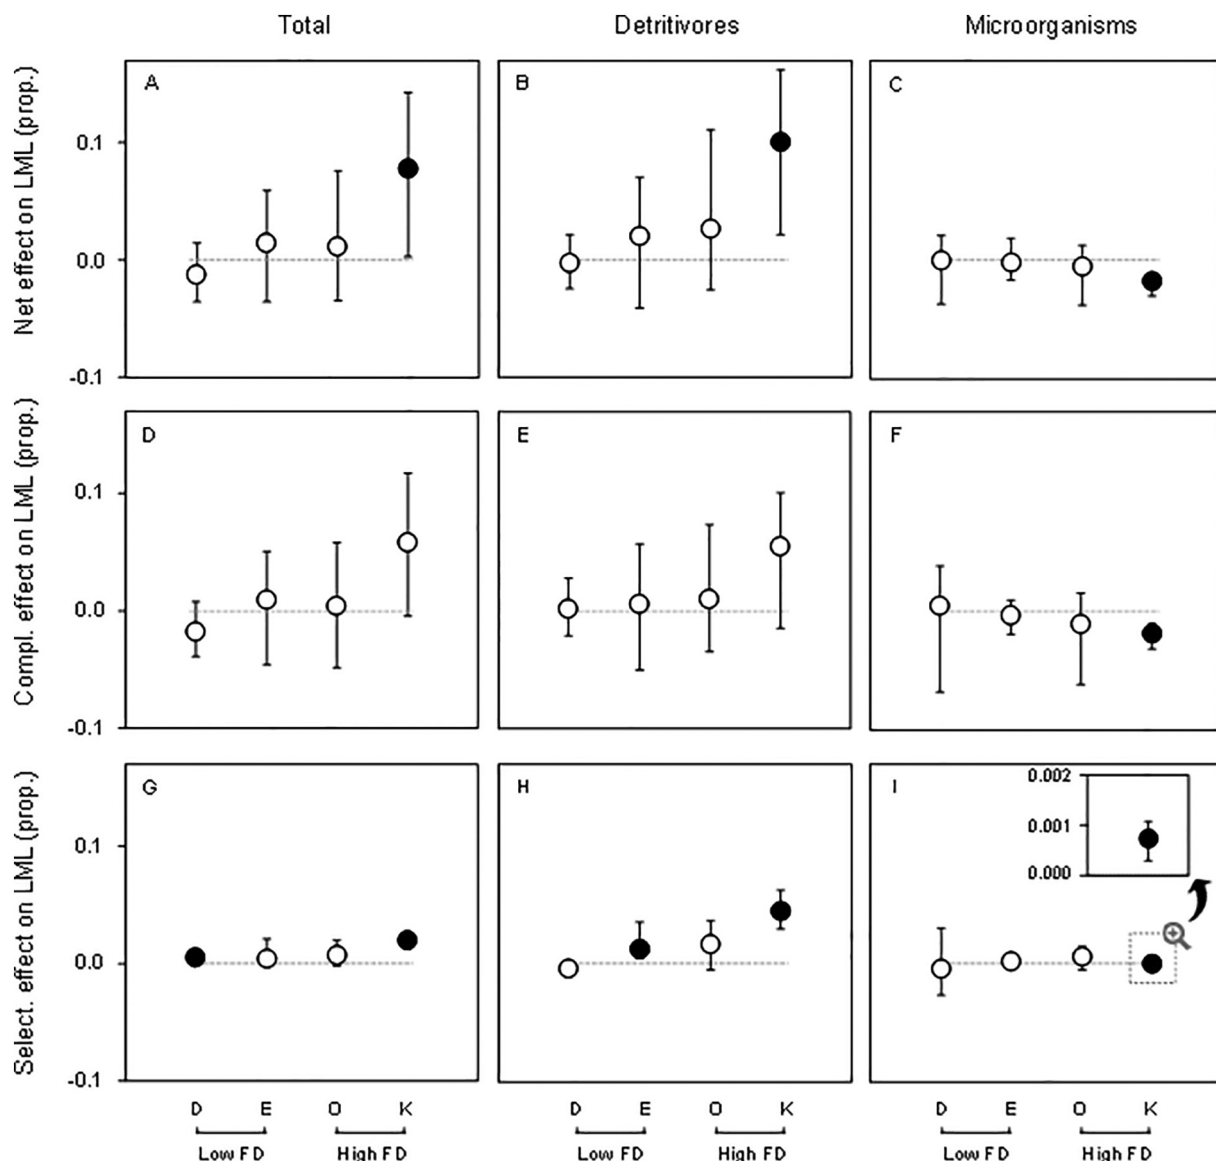 Total Detritivores Microorganisms
Net effect on LML (prop.)
A B C
0.1
0.0
-0.1
Compl. effect on LML (prop.)
D E F
0.1
0.0
-0.1
Select. effect on LML (prop.)
G H I
0.002
0.001
0.000
0.1
0.0
-0.1
D E O K D E O K D E O K
Low FD High FD Low FD High FD Low FD High FD